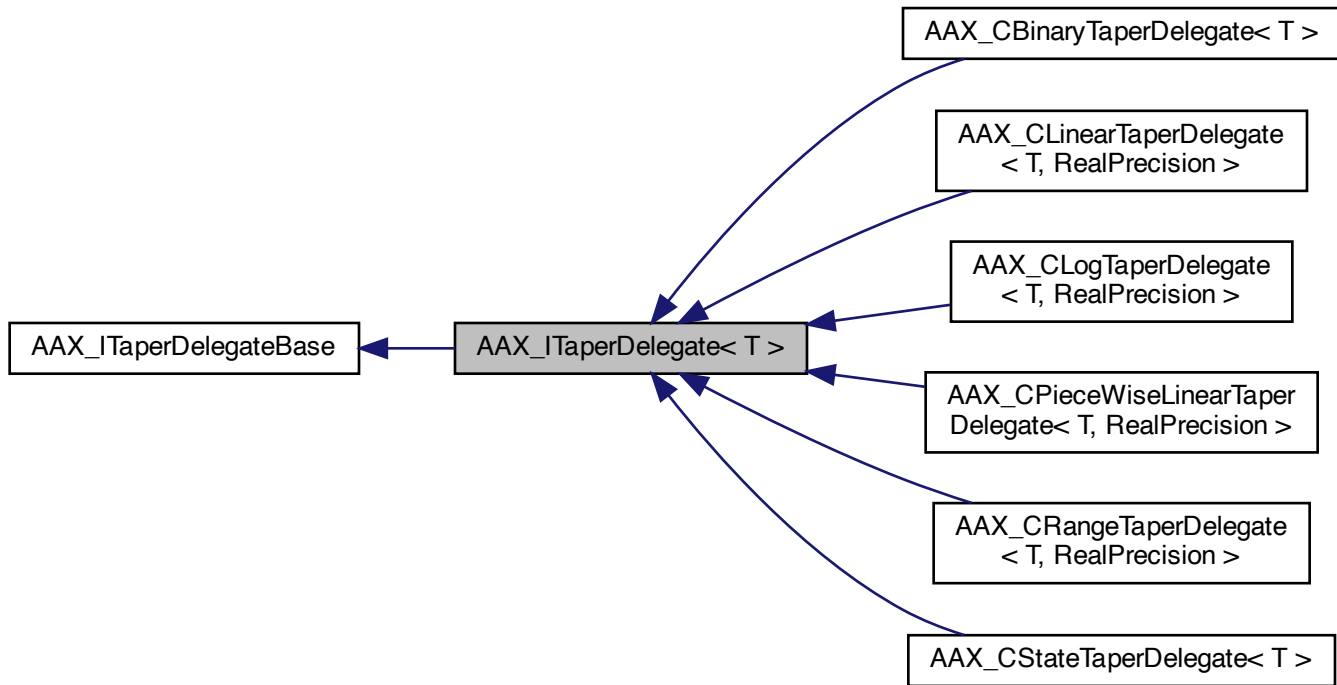 AAX_CBinaryTaperDelegate< T >
AAX_CLinearTaperDelegate
< T, RealPrecision >
AAX_CLogTaperDelegate
< T, RealPrecision >
AAX_ITaperDelegateBase
AAX_ITaperDelegate< T >
AAX_CPieceWiseLinearTaper
Delegate< T, RealPrecision >
AAX_CRangeTaperDelegate
< T, RealPrecision >
AAX_CStateTaperDelegate< T >